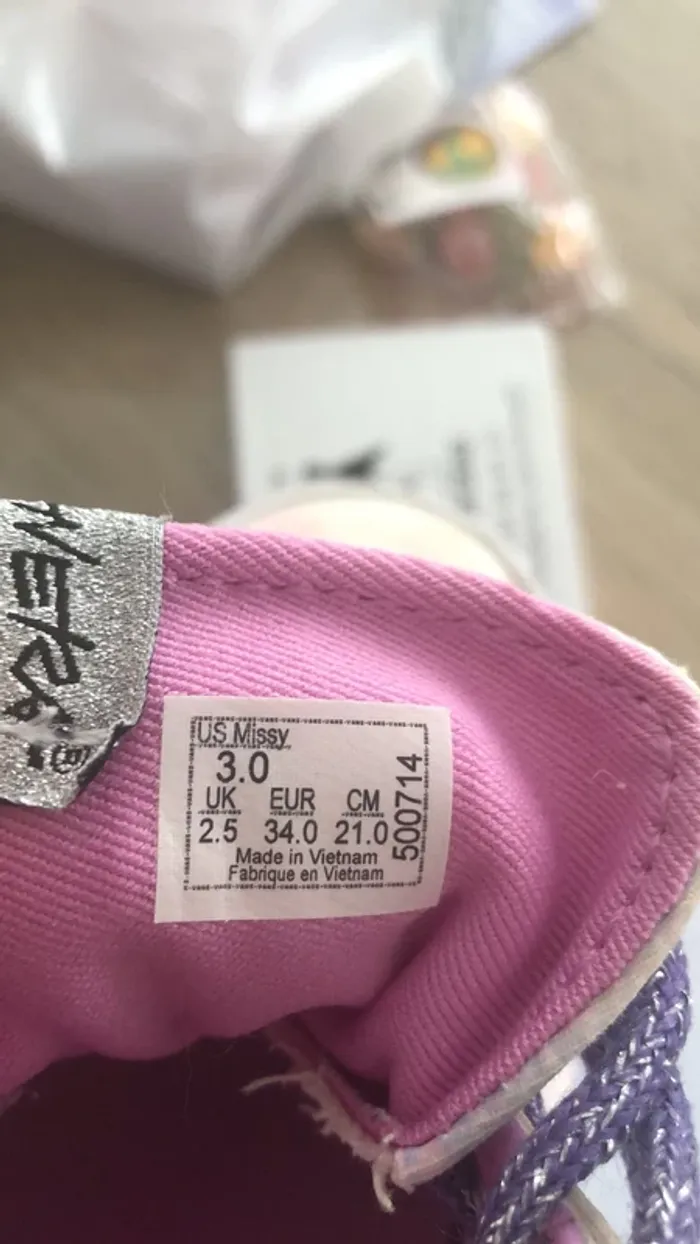 US Missy
3.0
UK EUR CM
2.5 34.0 21.0
Made in Vietnam
Fabrique en Vietnam
500714